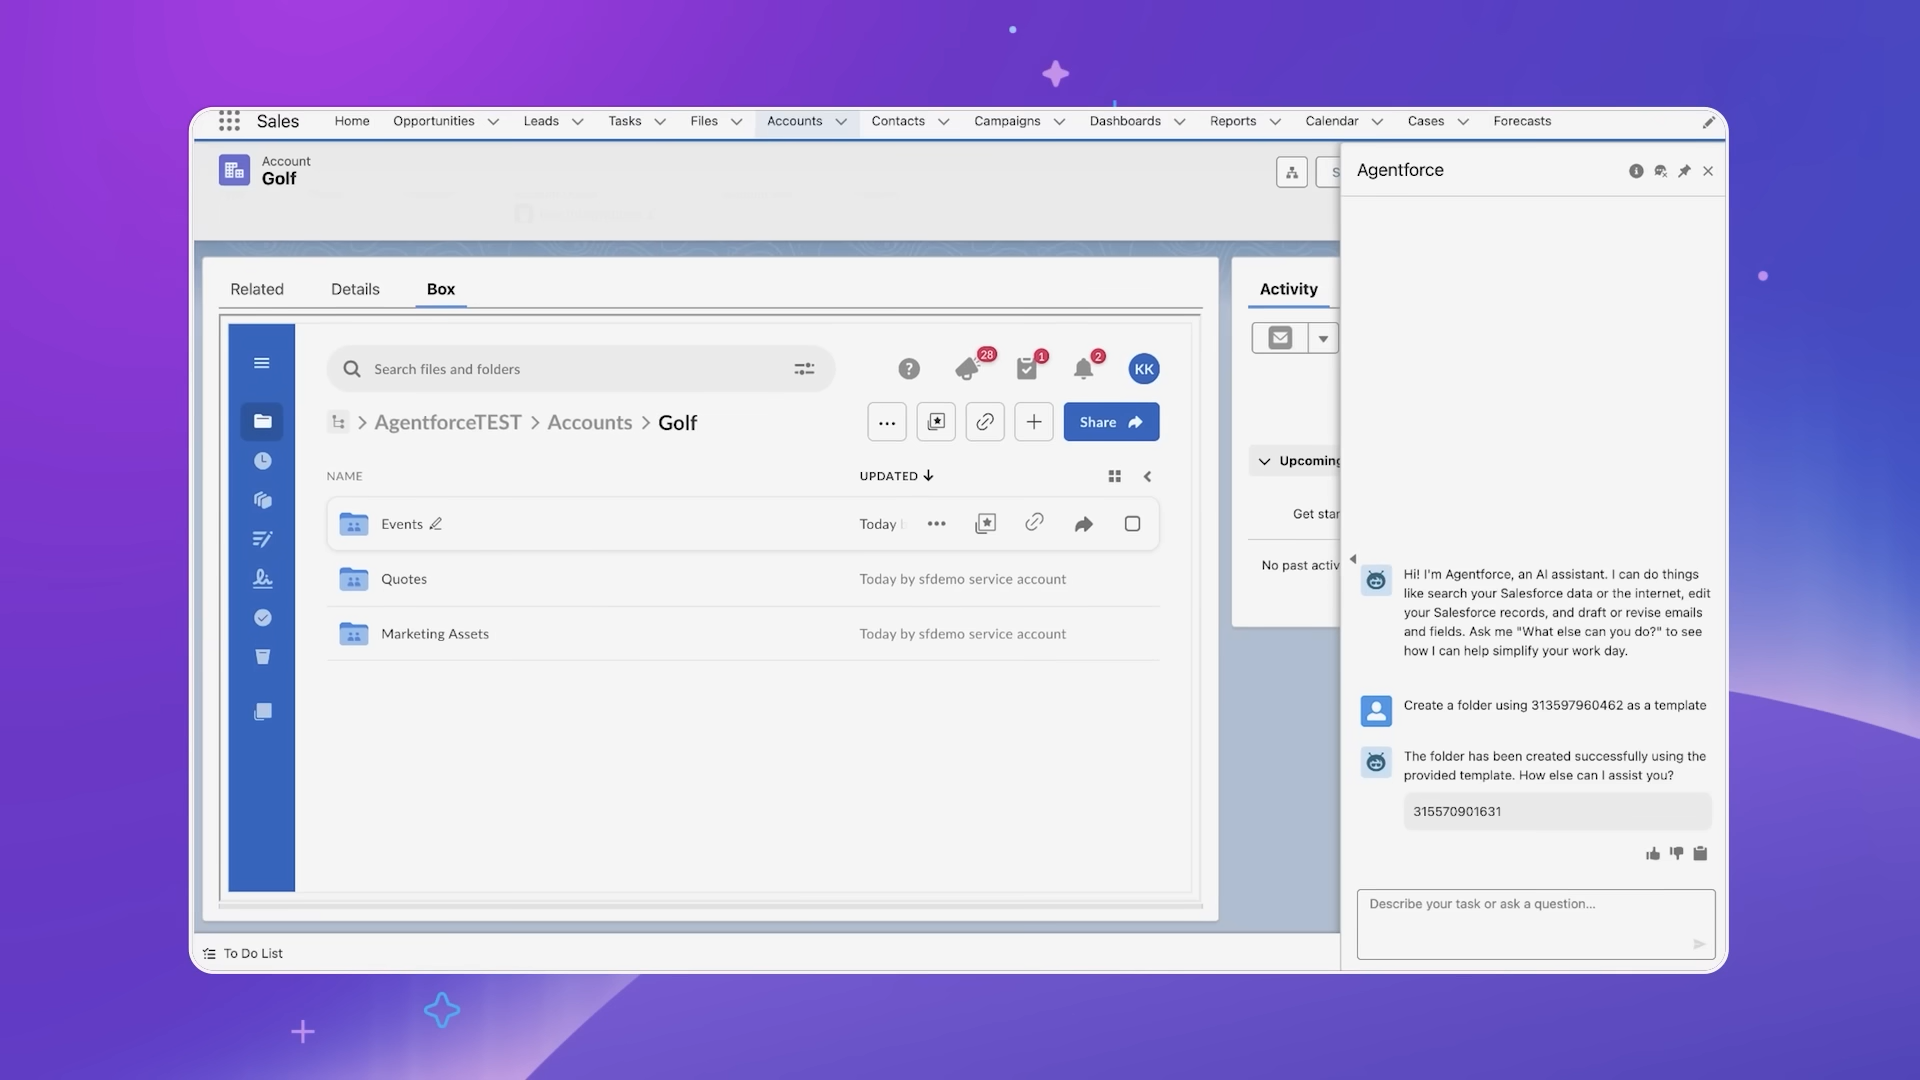 Sales
Home
Opportunities
Leads
Tasks
Files
Accounts
Contacts
Campaigns
Dashboards
Reports
Calendar
Cases
Forecasts
Account
Golf
S
Agentforce
Related
Details
Box
Activity
Search files and folders
28
1
2
KK
AgentforceTEST > Accounts > Golf
Share
NAME
UPDATED
Upcoming
Events
Today
Get star
Quotes
Today by sfdemo service account
No past activ
Marketing Assets
Today by sfdemo service account
Hi! I'm Agentforce, an AI assistant. I can do things
like search your Salesforce data or the internet, edit
your Salesforce records, and draft or revise emails
and fields. Ask me "What else can you do?" to see
how I can help simplify your work day.
Create a folder using 313597960462 as a template
The folder has been created successfully using the
provided template. How else can I assist you?
315570901631
Describe your task or ask a question...
To Do List